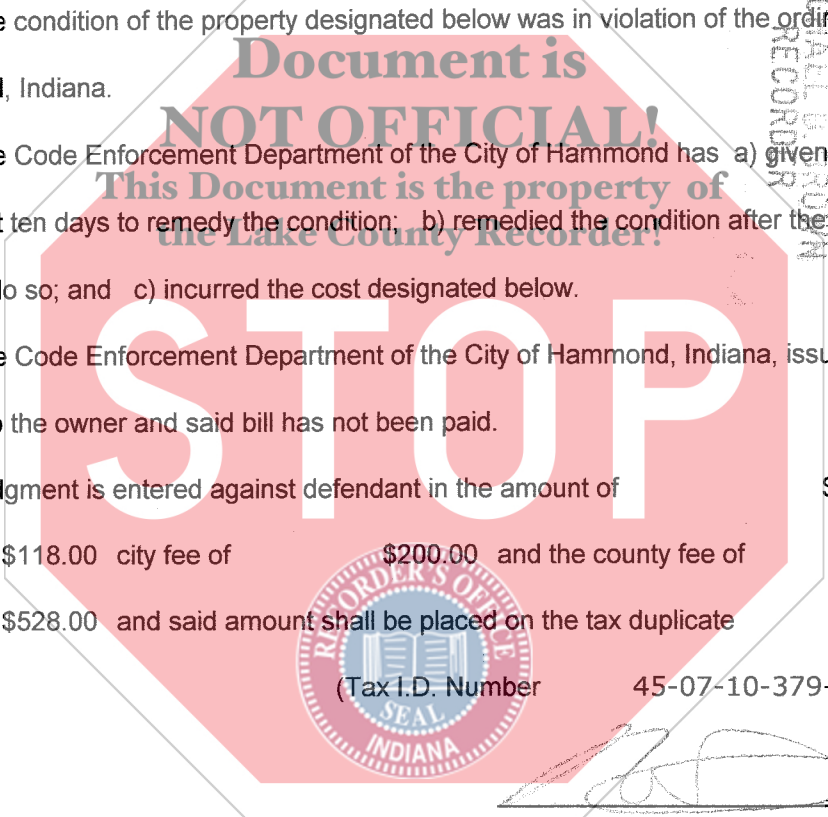 e condition of the property designated below was in violation of the ordin
Document is
, Indiana.
NOT OFFICIAL!
e Code Enforcement Department of the City of Hammond has a) given
This Document is the property of
t ten days to remedy the condition; b) remedied the condition after the
the Lake County Recorder!
o so; and c) incurred the cost designated below.
STOP
e Code Enforcement Department of the City of Hammond, Indiana, issu
the owner and said bill has not been paid.
gment is entered against defendant in the amount of $
$118.00 city fee of $200.00 and the county fee of
$528.00 and said amount shall be placed on the tax duplicate
(Tax I.D. Number 45-07-10-379-
RECORDER'S OFFICE
SEAL
INDIANA
RECORDER
BROWN